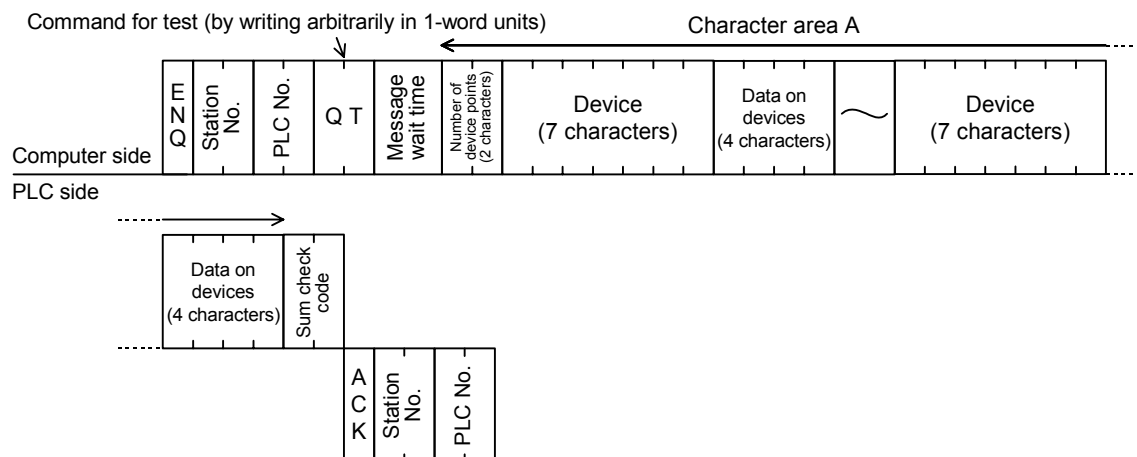 Command for test (by writing arbitrarily in 1-word units)
Character area A
E
N
Q
Station
No.
PLC No.
Q T
Message
wait time
Number of
device points
(2 characters)
Device
(7 characters)
Data on
devices
(4 characters)
Device
(7 characters)
Computer side
PLC side
Data on
devices
(4 characters)
Sum check
code
A
C
K
Station
No.
PLC No.